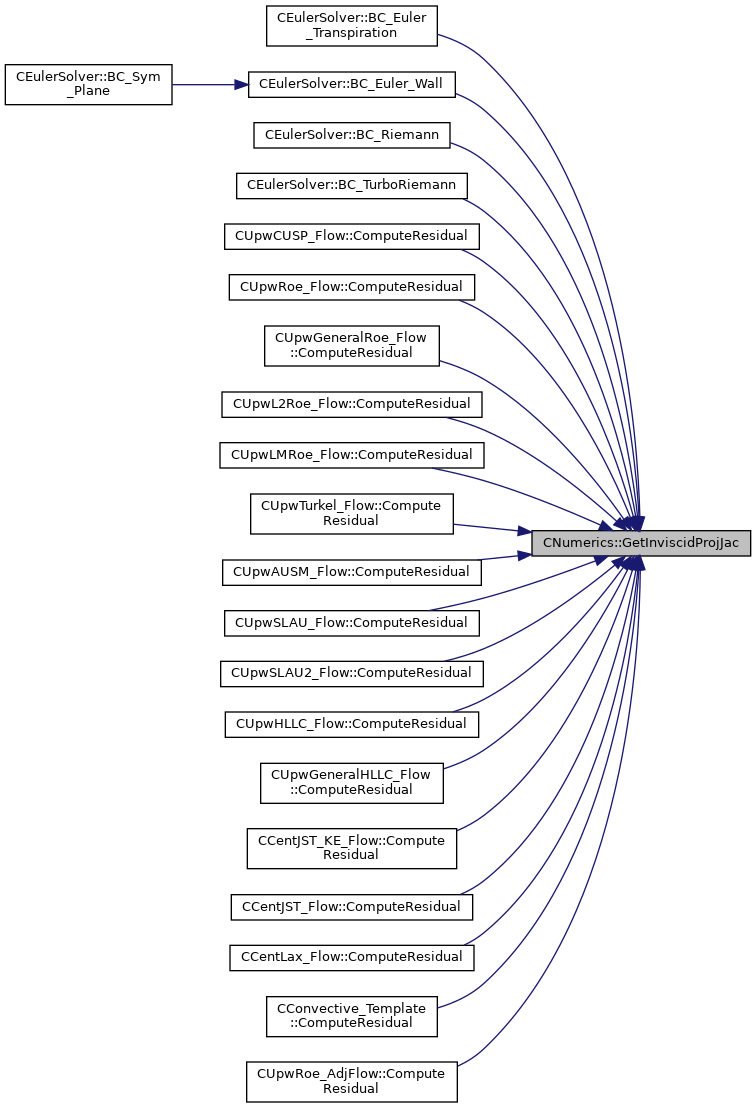 CEulerSolver::BC_Euler
_Transpiration
CEulerSolver::BC_Sym
_Plane
CEulerSolver::BC_Euler_Wall
CEulerSolver::BC_Riemann
CEulerSolver::BC_TurboRiemann
CUpwCUSP_Flow::ComputeResidual
CUpwRoe_Flow::ComputeResidual
CUpwGeneralRoe_Flow
::ComputeResidual
CUpwL2Roe_Flow::ComputeResidual
CUpwLMRoe_Flow::ComputeResidual
CUpwTurkel_Flow::Compute
Residual
CNumerics::GetInviscidProjJac
CUpwAUSM_Flow::ComputeResidual
CUpwSLAU_Flow::ComputeResidual
CUpwSLAU2_Flow::ComputeResidual
CUpwHLLC_Flow::ComputeResidual
CUpwGeneralHLLC_Flow
::ComputeResidual
CCentJST_KE_Flow::Compute
Residual
CCentJST_Flow::ComputeResidual
CCentLax_Flow::ComputeResidual
CConvective_Template
::ComputeResidual
CUpwRoe_AdjFlow::Compute
Residual